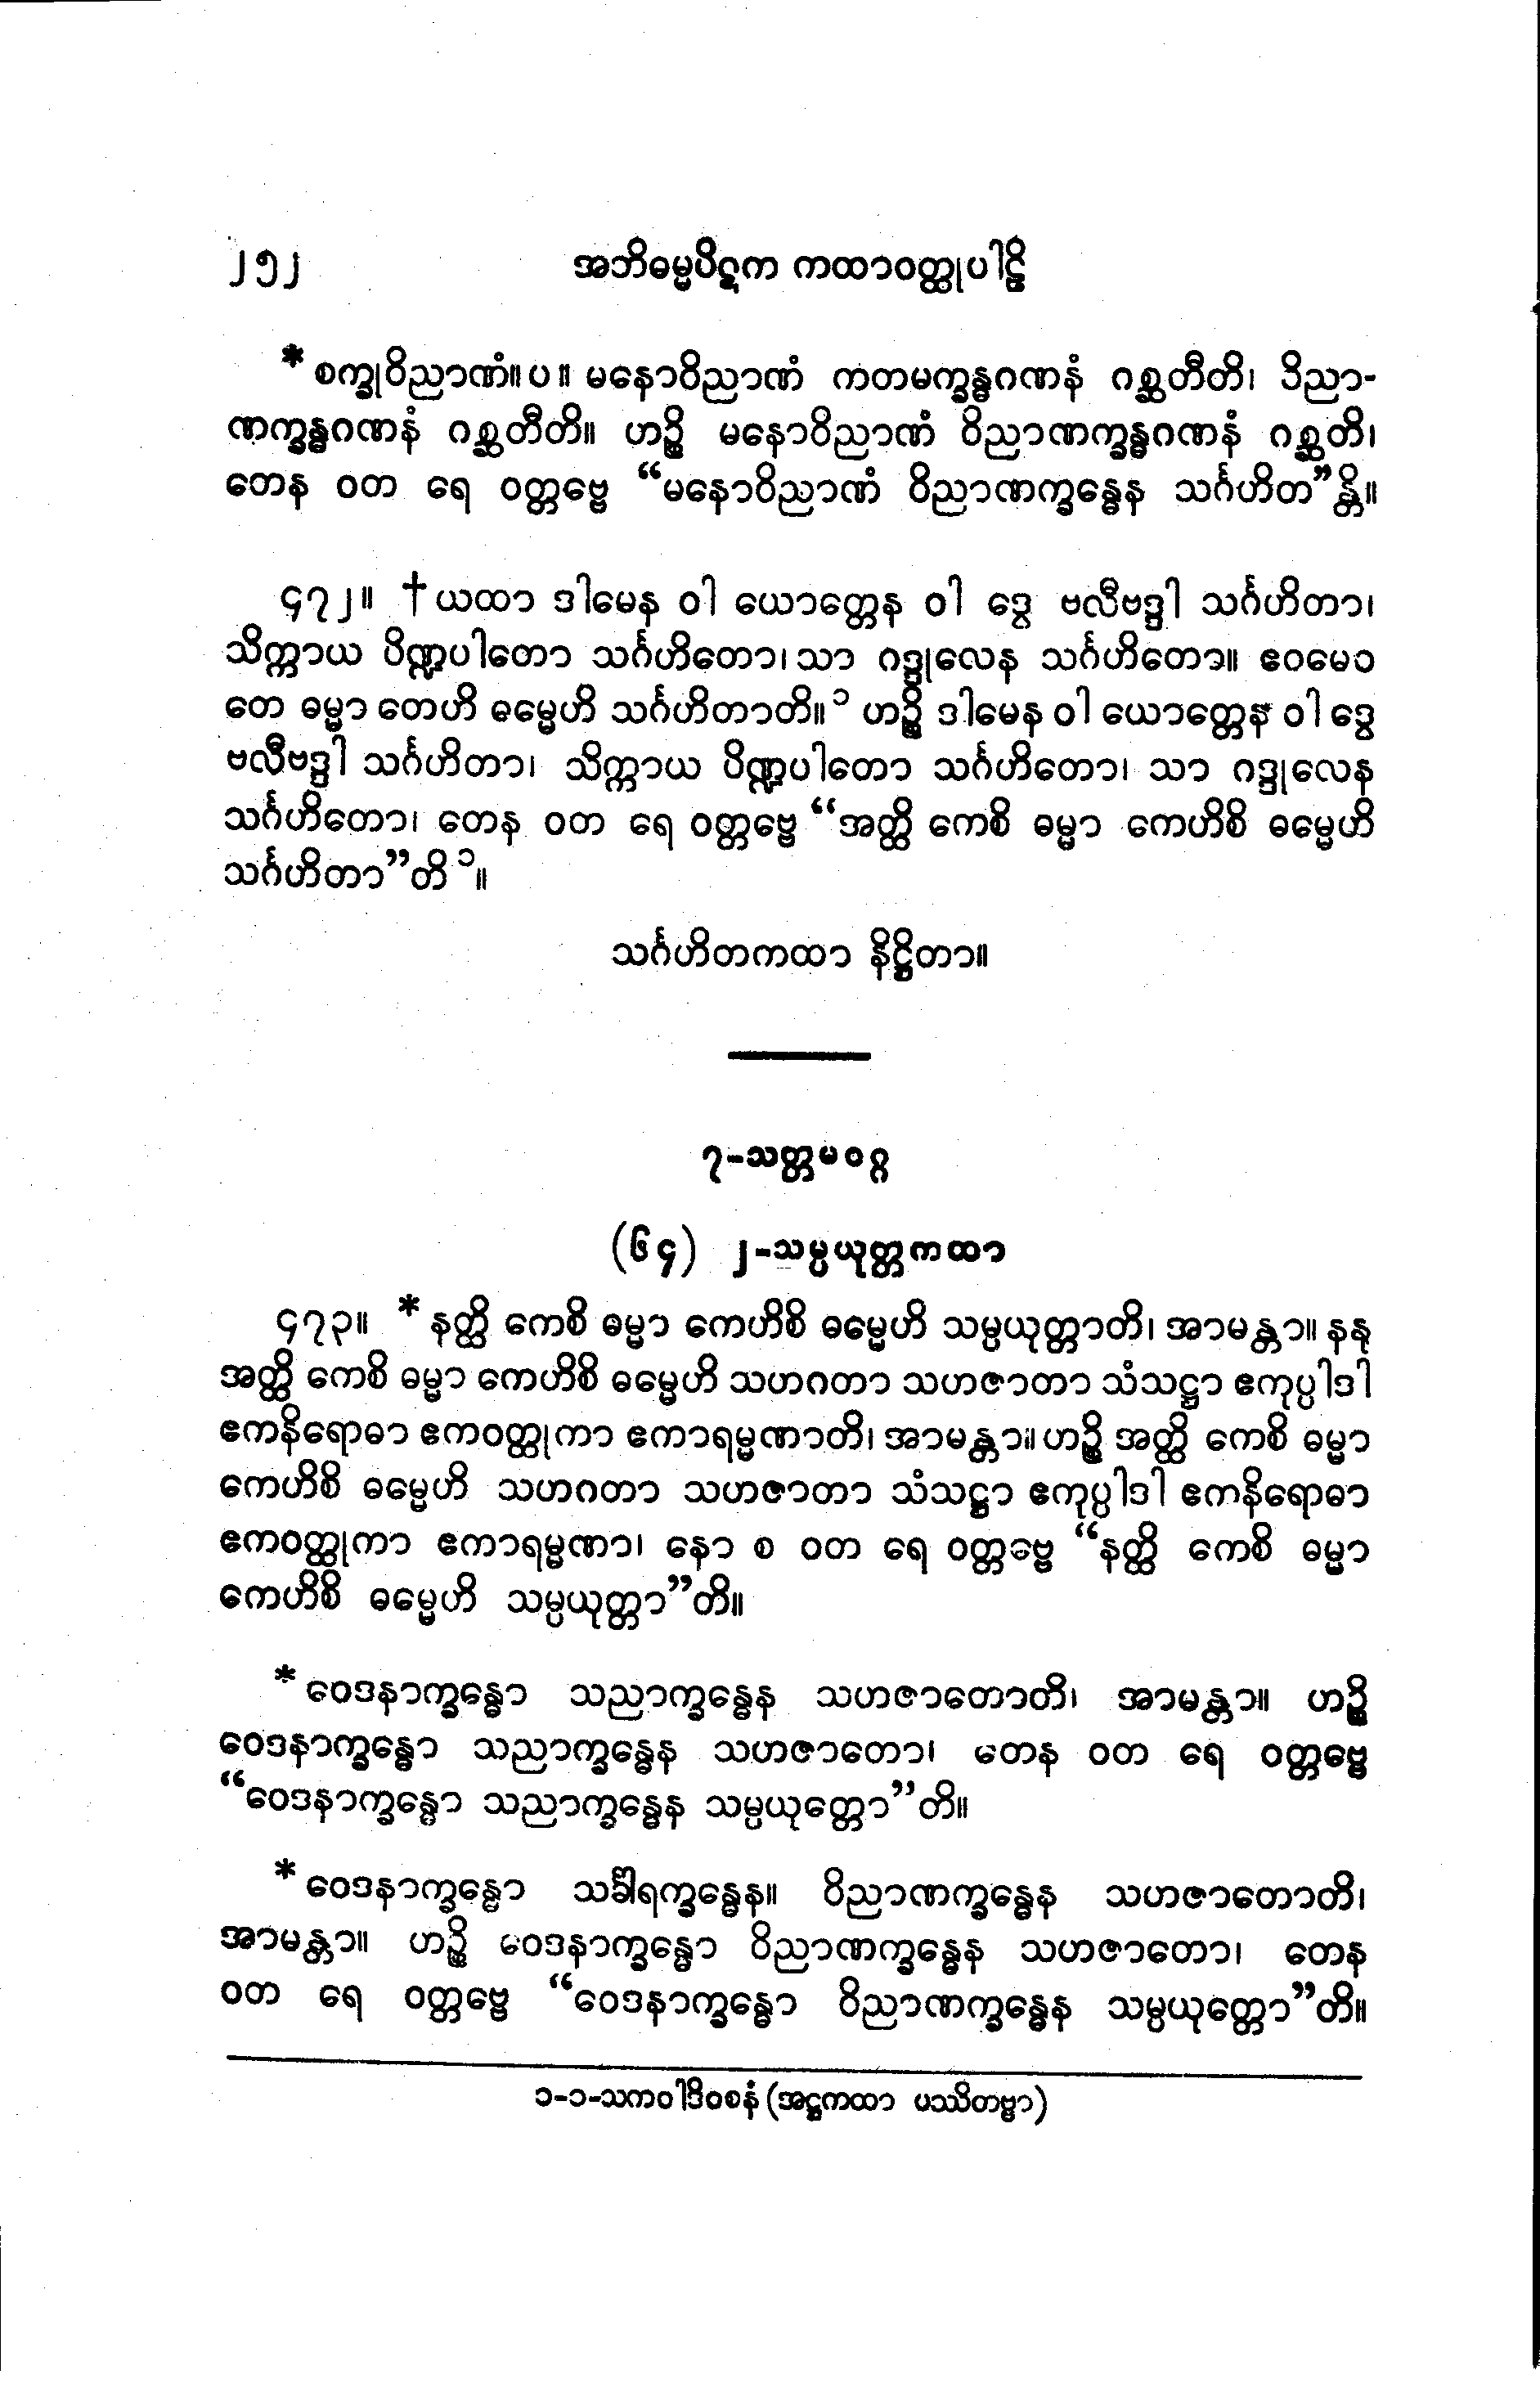 ၂၅၂ အဘိဓမ္မပိဋက ကထာဝတ္ထုပါဠိ
* စက္ခုဝိညာဏံ။ပ။ မနောဝိညာဏံ ကတမက္ခန္ဓဂဏနံ ဂစ္ဆတီတိ၊ ဝိညာ-
ဏက္ခန္ဓဂဏနံ ဂစ္ဆတီတိ။ ဟဉ္စိ မနောဝိညာဏံ ဝိညာဏက္ခန္ဓဂဏနံ ဂစ္ဆတိ၊
တေန ဝတ ရေ ဝတ္တဗ္ဗေ “မနောဝိညာဏံ ဝိညာဏက္ခန္ဓေန သင်္ဂဟိတ”န္တိ။
၄၇၂။ †ယထာ ဒါမေန ဝါ ယောတ္တေန ဝါ ဒွေ ဗလီဗဒ္ဒါ သင်္ဂဟိတာ၊
သိက္ကာယ ပိဏ္ဍပါတော သင်္ဂဟိတော၊ သာ ဂဒ္ဒုလေန သင်္ဂဟိတော။ ဧဝမေဝ
တေ ဓမ္မာ တေဟိ ဓမ္မေဟိ သင်္ဂဟိတာတိ။၁ ဟဉ္စိ ဒါမေန ဝါ ယောတ္တေန ဝါ ဒွေ
ဗလီဗဒ္ဒါ သင်္ဂဟိတာ၊ သိက္ကာယ ပိဏ္ဍပါတော သင်္ဂဟိတော၊ သာ ဂဒ္ဒုလေန
သင်္ဂဟိတော၊ တေန ဝတ ရေ ဝတ္တဗ္ဗေ “အတ္ထိ ကေစိ ဓမ္မာ ကေဟိစိ ဓမ္မေဟိ
သင်္ဂဟိတာ”တိ ၁။
သင်္ဂဟိတကထာ နိဋ္ဌိတာ။
၇-သတ္တမဝဂ္ဂ
(၆၄) ၂-သမ္ပယုတ္တကထာ
၄၇၃။ * နတ္ထိ ကေစိ ဓမ္မာ ကေဟိစိ ဓမ္မေဟိ သမ္ပယုတ္တာတိ၊ အာမန္တာ။ နနု
အတ္ထိ ကေစိ ဓမ္မာ ကေဟိစိ ဓမ္မေဟိ သဟဂတာ သဟဇာတာ သံသဋ္ဌာ ဧကုပ္ပါဒါ
ဧကနိရောဓာ ဧကဝတ္ထုကာ ဧကာရမ္မဏာတိ၊ အာမန္တာ။ ဟဉ္စိ အတ္ထိ ကေစိ ဓမ္မာ
ကေဟိစိ ဓမ္မေဟိ သဟဂတာ သဟဇာတာ သံသဋ္ဌာ ဧကုပ္ပါဒါ ဧကနိရောဓာ
ဧကဝတ္ထုကာ ဧကာရမ္မဏာ၊ နော စ ဝတ ရေ ဝတ္တဗ္ဗေ “နတ္ထိ ကေစိ ဓမ္မာ
ကေဟိစိ ဓမ္မေဟိ သမ္ပယုတ္တာ”တိ။
* ဝေဒနာက္ခန္ဓော သညာက္ခန္ဓေန သဟဇာတောတိ၊ အာမန္တာ။ ဟဉ္စိ
ဝေဒနာက္ခန္ဓော သညာက္ခန္ဓေန သဟဇာတော၊ တေန ဝတ ရေ ဝတ္တဗ္ဗေ
“ဝေဒနာက္ခန္ဓော သညာက္ခန္ဓေန သမ္ပယုတ္တော”တိ။
* ဝေဒနာက္ခန္ဓော သင်္ခါရက္ခန္ဓေန။ ဝိညာဏက္ခန္ဓေန သဟဇာတောတိ၊
အာမန္တာ။ ဟဉ္စိ ဝေဒနာက္ခန္ဓော ဝိညာဏက္ခန္ဓေန သဟဇာတော၊ တေန
ဝတ ရေ ဝတ္တဗ္ဗေ “ဝေဒနာက္ခန္ဓော ဝိညာဏက္ခန္ဓေန သမ္ပယုတ္တော”တိ။
၁-၁-သကဝါဒိဝစနံ (အဋ္ဌကထာ ပဿိတဗ္ဗာ)